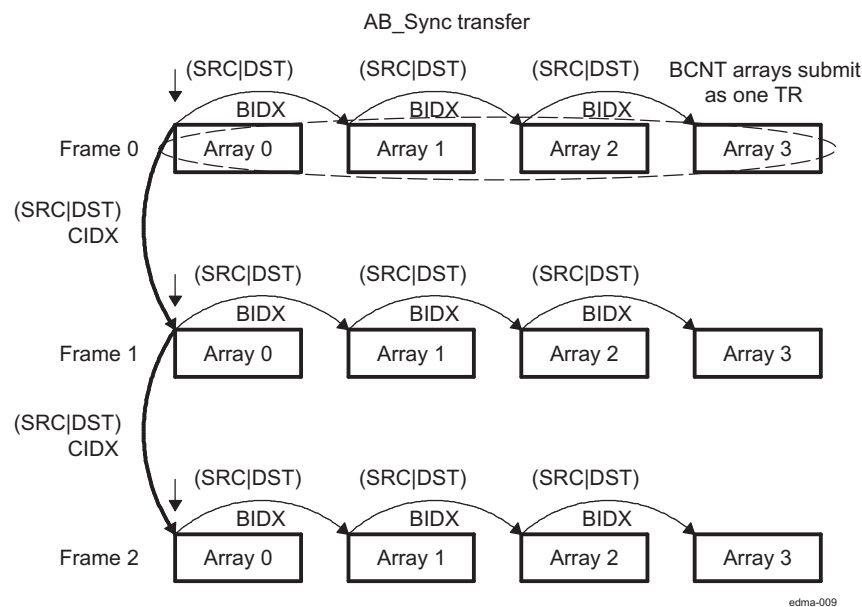 AB_Sync transfer
(SRC|DST) (SRC|DST) (SRC|DST) BCNT arrays submit
as one TR
BIDX BIDX BIDX
Frame 0 Array 0 Array 1 Array 2 Array 3
(SRC|DST)
CIDX
(SRC|DST) (SRC|DST) (SRC|DST)
BIDX BIDX BIDX
Frame 1 Array 0 Array 1 Array 2 Array 3
(SRC|DST)
CIDX
(SRC|DST) (SRC|DST) (SRC|DST)
BIDX BIDX BIDX
Frame 2 Array 0 Array 1 Array 2 Array 3
edma-009